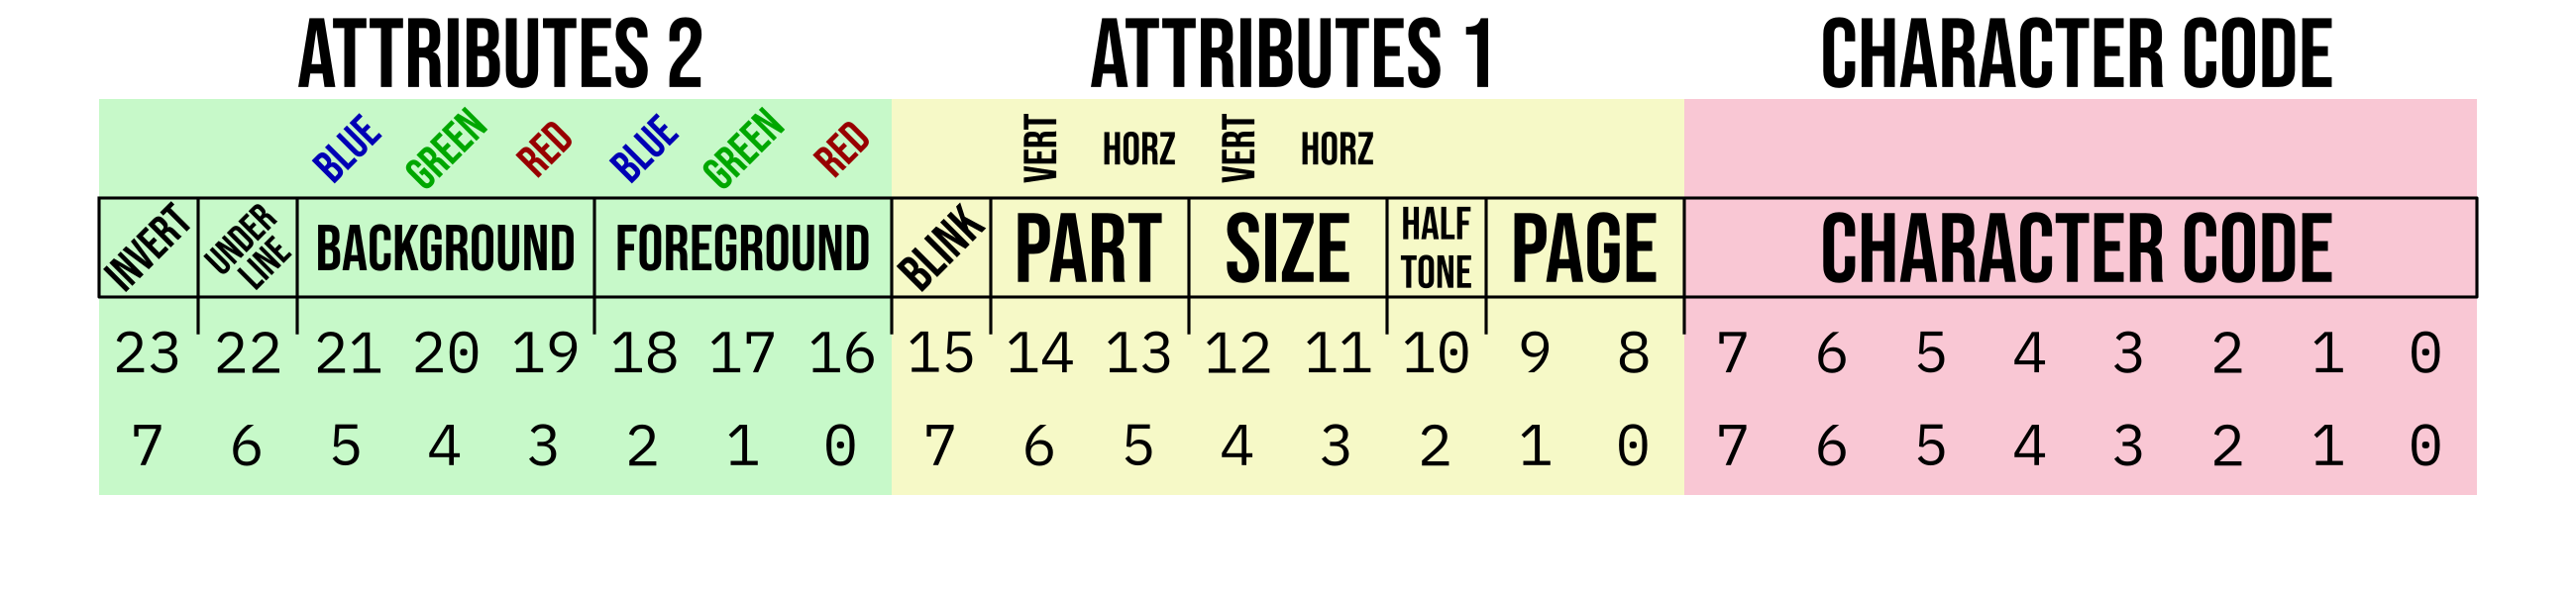 ATTRIBUTES 2 ATTRIBUTES 1 CHARACTER CODE
BLUE GREEN RED BLUE GREEN RED VERT HORZ VERT HORZ
INVERT UNDER LINE BACKGROUND FOREGROUND BLINK PART SIZE HALF TONE PAGE CHARACTER CODE
23 22 21 20 19 18 17 16 15 14 13 12 11 10 9 8 7 6 5 4 3 2 1 0
7 6 5 4 3 2 1 0 7 6 5 4 3 2 1 0 7 6 5 4 3 2 1 0